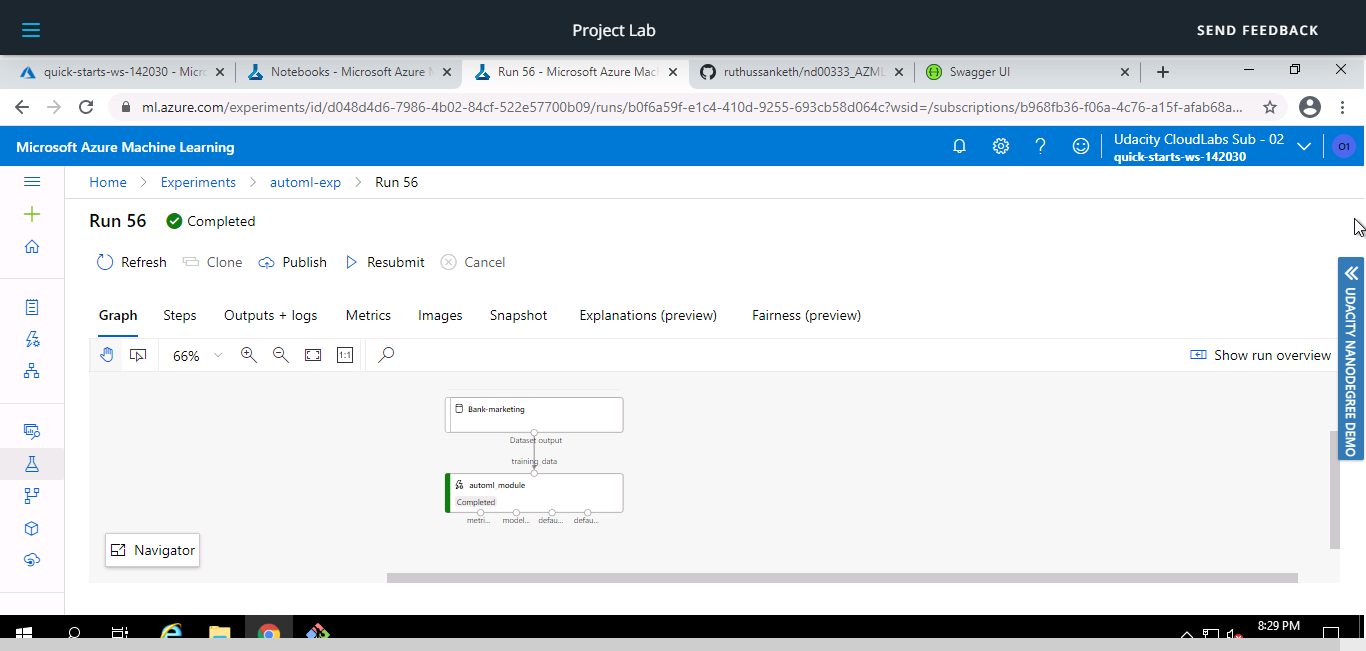 Project Lab
SEND FEEDBACK
quick-starts-ws-142030 - Micro
Notebooks - Microsoft Azure M
Run 56 - Microsoft Azure Mach
ruthussanketh/nd00333_AZML
Swagger UI
ml.azure.com/experiments/id/d048d4d6-7986-4b02-84cf-522e57700b09/runs/b0f6a59f-e1c4-410d-9255-693cb58d064c?wsid=/subscriptions/b968fb36-f06a-4c76-a15f-afab68a...
Microsoft Azure Machine Learning
Udacity CloudLabs Sub - 02
quick-starts-ws-142030
O1
Home > Experiments > automl-exp > Run 56
Run 56 Completed
Refresh Clone Publish Resubmit Cancel
Graph Steps Outputs + logs Metrics Images Snapshot Explanations (preview) Fairness (preview)
66% 1:1 Show run overview
UDACITY NANODEGREE DEMO
Bank-marketing
Dataset output
training_data
automl_module
Completed
metri... model... defau... defau...
Navigator
8:29 PM